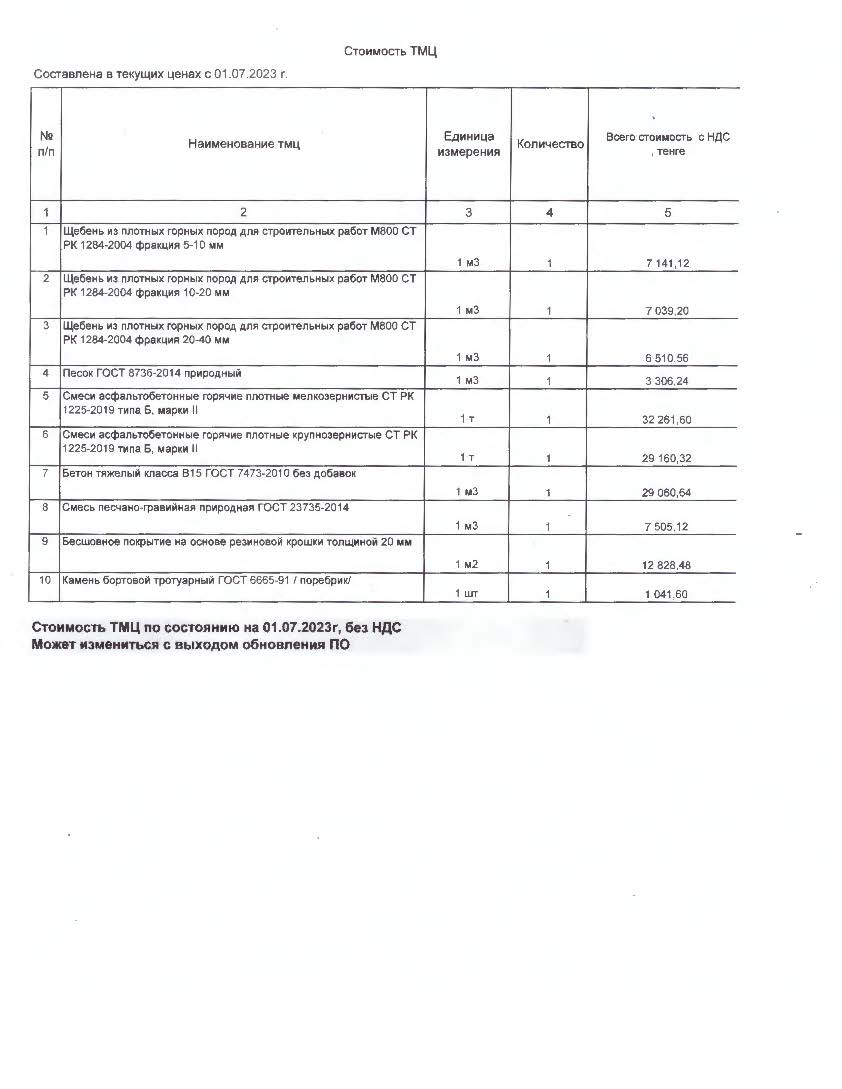 Стоимость ТМЦ
Составлена в текущих ценах с 01.07.2023 г.
№ п/п
Наименование тмц
Единица измерения
Количество
Всего стоимость с НДС , тенге
1 2 3 4 5
1 Щебень из плотных горных пород для строительных работ М800 СТ
РК 1284-2004 фракция 5-10 мм
1 м3 1 7 141,12
2 Щебень из плотных горных пород для строительных работ М800 СТ
РК 1284-2004 фракция 10-20 мм
1 м3 1 7 039,20
3 Щебень из плотных горных пород для строительных работ М800 СТ
РК 1284-2004 фракция 20-40 мм
1 м3 1 6 510,56
4 Песок ГОСТ 8736-2014 природный
1 м3 1 3 306,24
5 Смеси асфальтобетонные горячие плотные мелкозернистые СТ РК
1225-2019 типа Б, марки II
1 т 1 32 261,60
6 Смеси асфальтобетонные горячие плотные крупнозернистые СТ РК
1225-2019 типа Б, марки II
1 т 1 29 160,32
7 Бетон тяжелый класса В15 ГОСТ 7473-2010 без добавок
1 м3 1 29 060,64
8 Смесь песчано-гравийная природная ГОСТ 23735-2014
1 м3 1 7 505,12
9 Бесшовное покрытие на основе резиновой крошки толщиной 20 мм
1 м2 1 12 828,48
10 Камень бортовой тротуарный ГОСТ 6665-91 / поребрик/
1 шт 1 1 041,60
Стоимость ТМЦ по состоянию на 01.07.2023г, без НДС
Может измениться с выходом обновления ПО